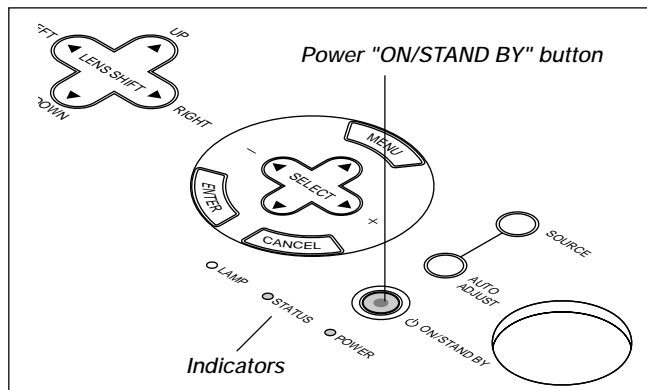 Power "ON/STAND BY" button
UP
LENS SHIFT
RIGHT
MENU
–
SELECT
ENTER
+
CANCEL
SOURCE
AUTO
ADJUST
LAMP
STATUS
POWER
ON/STAND BY
Indicators